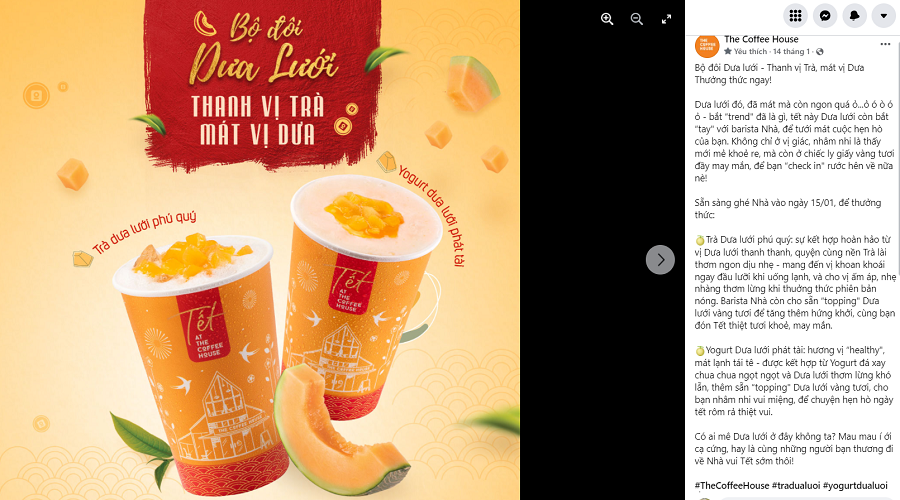 Bộ đôi
Dưa Lưới
THANH VỊ TRÀ
MÁT VỊ DƯA
Trà dưa lưới phú quý
Yogurt dưa lưới phát tài
Tết
AT
THE
COFFEE
HOUSE
Tết
AT
THE
COFFEE
HOUSE
THE COFFEE HOUSE
The Coffee House
Yêu thích · 14 tháng 1 ·
Bộ đôi Dưa lưới - Thanh vị Trà, mát vị Dưa
Thưởng thức ngay!
Dưa lưới đó, đã mát mà còn ngon quá ó...ò ó ò ó
ó - bắt "trend" đã là gì, tết này Dưa lưới còn bắt
"tay" với barista Nhà, để tưới mát cuộc hẹn hò
của bạn. Không chỉ ở vị giác, nhâm nhi là thấy
mới mẻ khoẻ re, mà còn ở chiếc ly giấy vàng tươi
đầy may mắn, để bạn "check in" rước hên về nữa
nè!
Sẵn sàng ghé Nhà vào ngày 15/01, để thưởng
thức:
Trà Dưa lưới phú quý: sự kết hợp hoàn hảo từ
vị Dưa lưới thanh thanh, quyện cùng nền Trà lài
thơm ngon dịu nhẹ - mang đến vị khoan khoái
ngay đầu lưỡi khi uống lạnh, và cho vị ấm áp, nhẹ
nhàng thơm lừng khi thưởng thức phiên bản
nóng. Barista Nhà còn cho sẵn "topping" Dưa
lưới vàng tươi để tăng thêm hứng khởi, cùng bạn
đón Tết thiệt tươi khoẻ, may mắn.
Yogurt Dưa lưới phát tài: hương vị "healthy",
mát lạnh tái tê - được kết hợp từ Yogurt đá xay
chua chua ngọt ngọt và Dưa lưới thơm lừng khó
lẫn, thêm sẵn "topping" Dưa lưới vàng tươi, cho
bạn nhâm nhi vui miệng, để chuyện hẹn hò ngày
tết rôm rả thiệt vui.
Có ai mê Dưa lưới ở đây không ta? Mau mau í ới
cạ cứng, hay là cùng những người bạn thương đi
về Nhà vui Tết sớm thôi!
#TheCoffeeHouse #tradualuoi #yogurtdualuoi